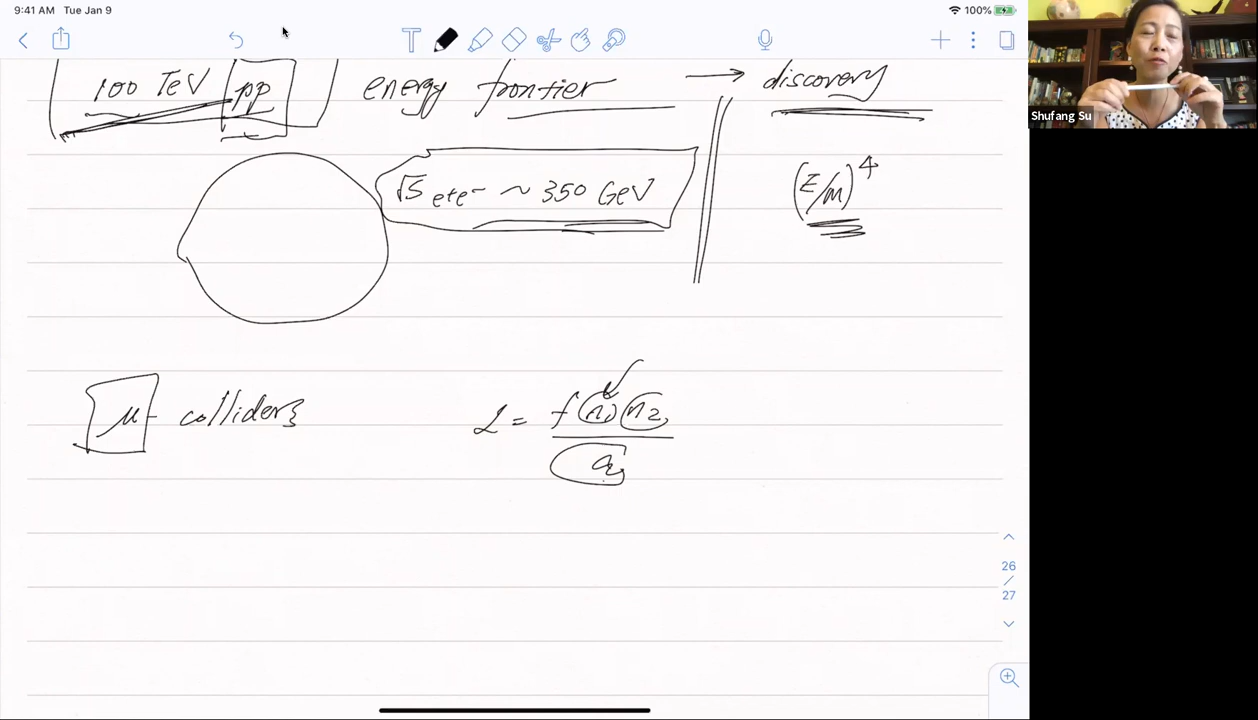 9:41 AM Tue Jan 9
100%
T
100 TeV pp energy frontier → discovery
√s e+e- ~ 350 GeV
(E/m)^4
Shufang Su
μ - colliders
L = f n1 n2
a
26
/
27